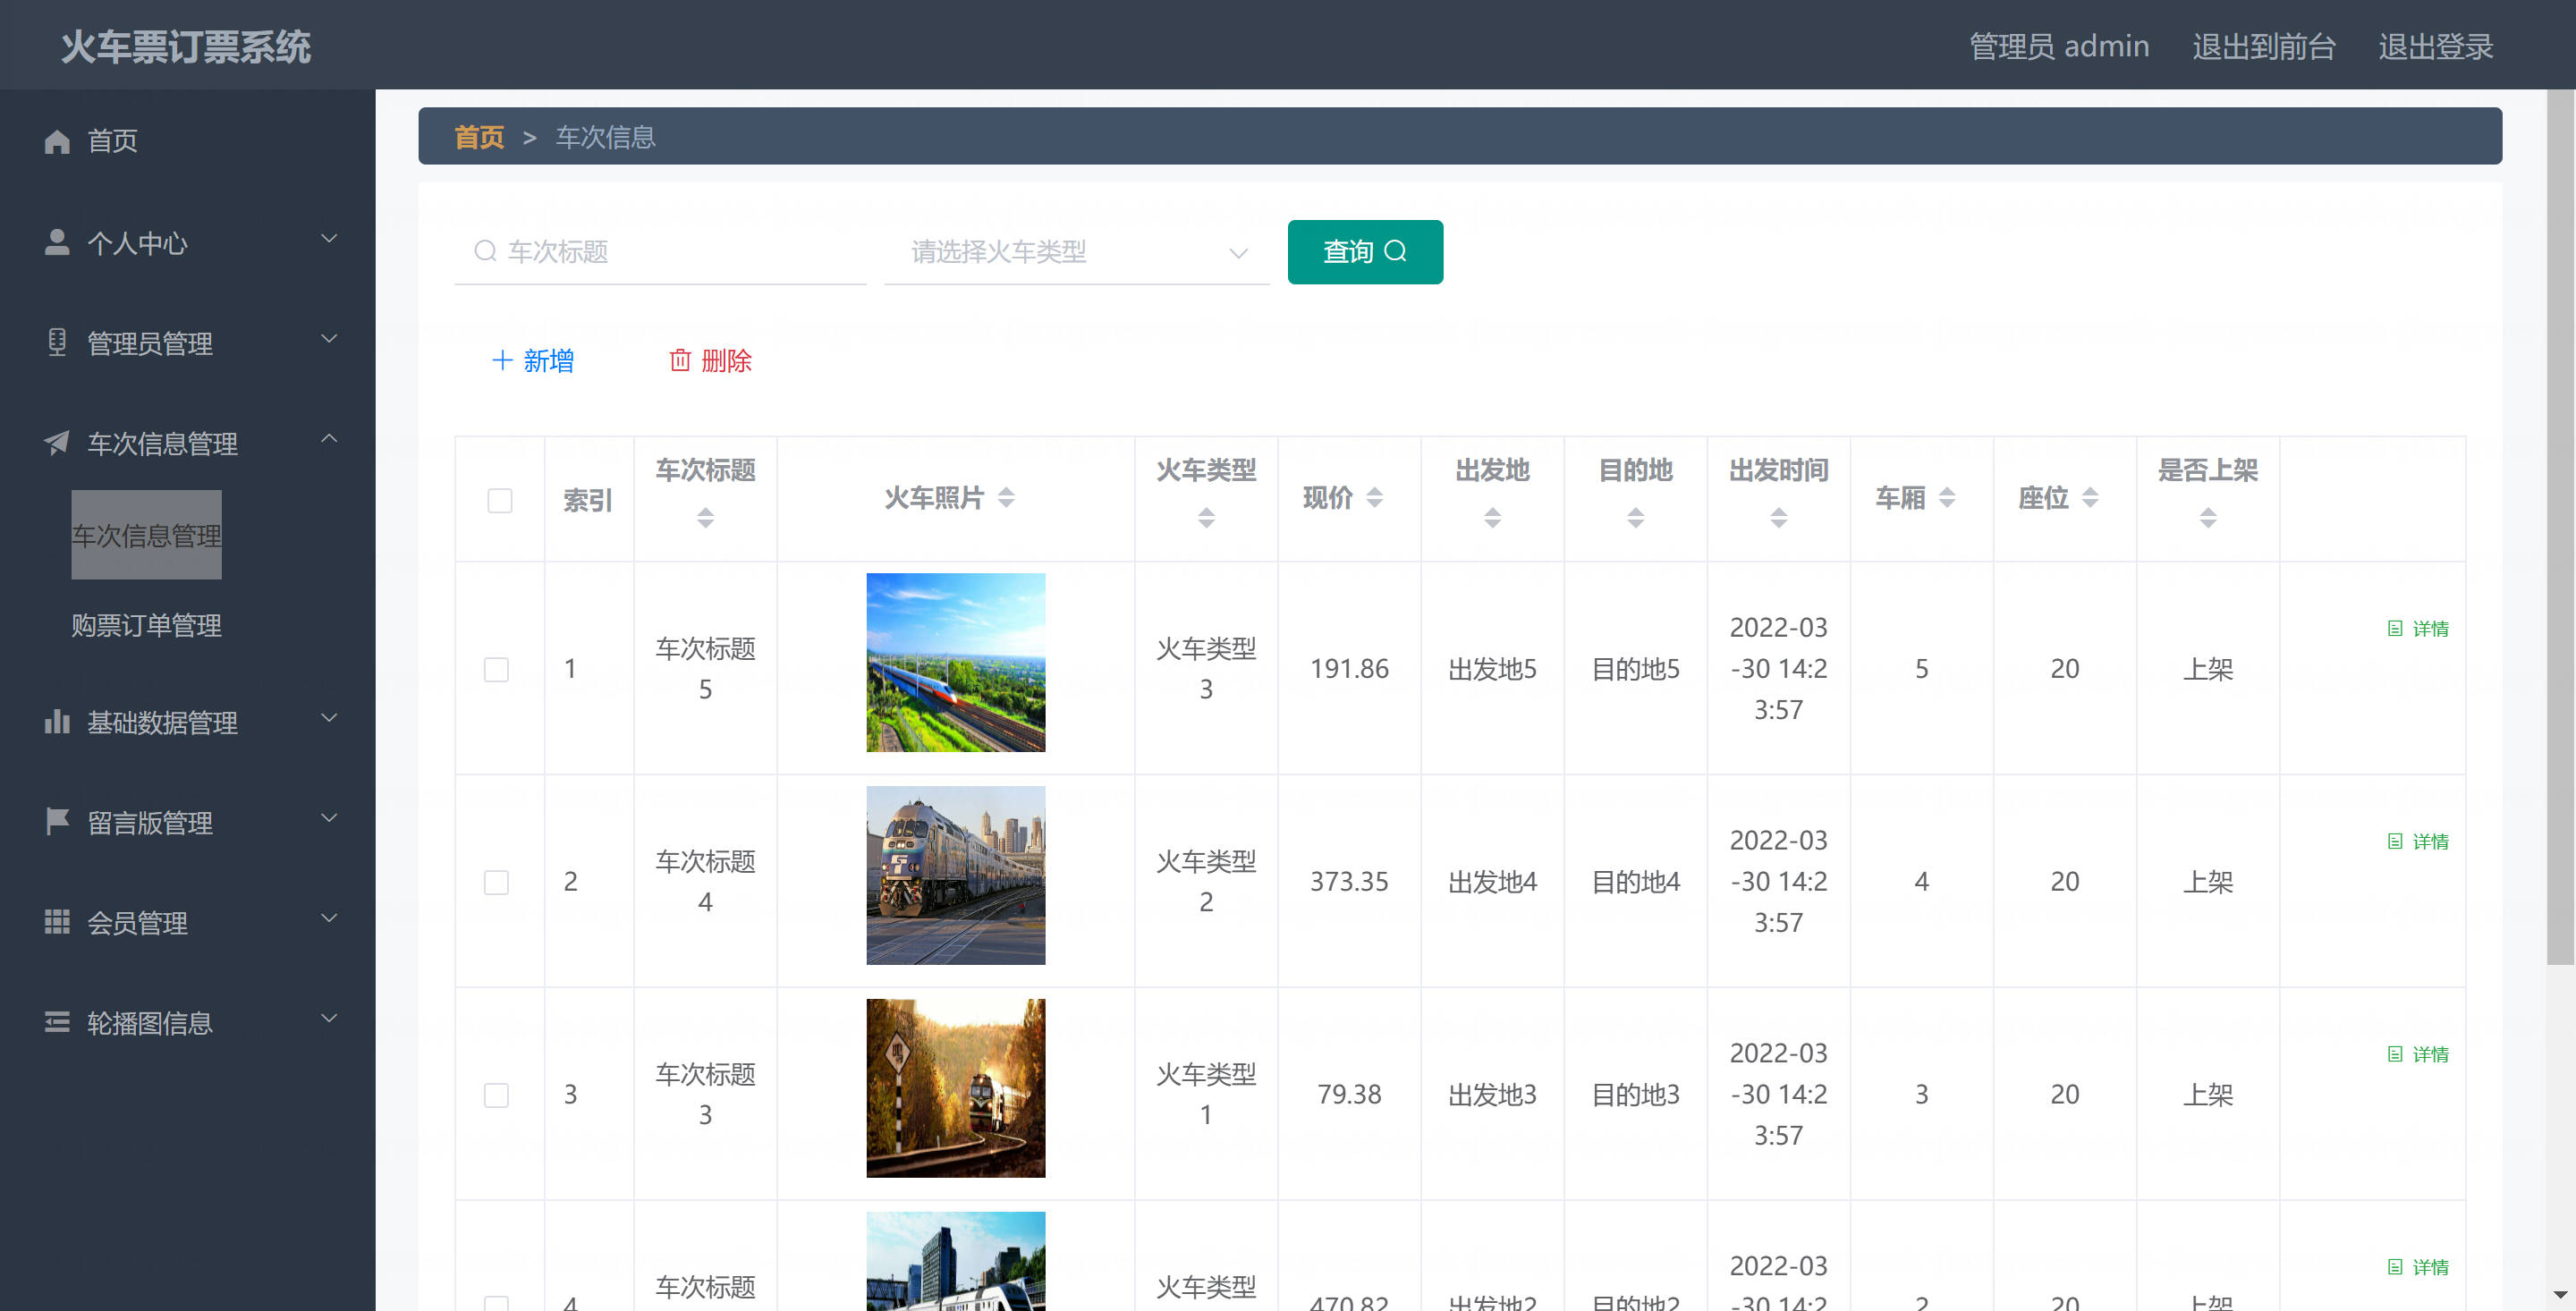 火车票订票系统
管理员 admin 退出到前台 退出登录
首页
个人中心
管理员管理
车次信息管理
车次信息管理
购票订单管理
基础数据管理
留言版管理
会员管理
轮播图信息
首页 > 车次信息
车次标题 请选择火车类型 查询
新增 删除
索引 车次标题 火车照片 火车类型 现价 出发地 目的地 出发时间 车厢 座位 是否上架
1 车次标题5 火车类型3 191.86 出发地5 目的地5 2022-03-30 14:23:57 5 20 上架 详情
2 车次标题4 火车类型2 373.35 出发地4 目的地4 2022-03-30 14:23:57 4 20 上架 详情
3 车次标题3 火车类型1 79.38 出发地3 目的地3 2022-03-30 14:23:57 3 20 上架 详情
4 车次标题 火车类型 470.82 出发地2 目的地2 2022-03-30 14:2 2 20 上架 详情